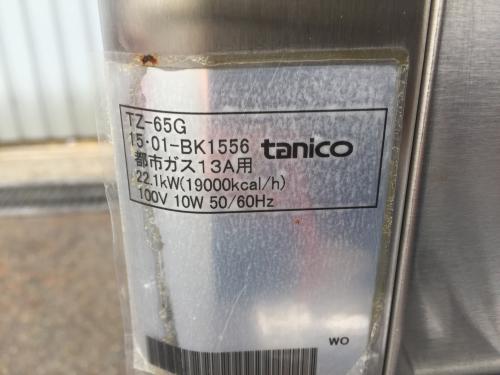 TZ-65G
15・01-BK1556 tanico
都市ガス13A用
22.1kW(19000kcal/h)
100V 10W 50/60Hz
WO